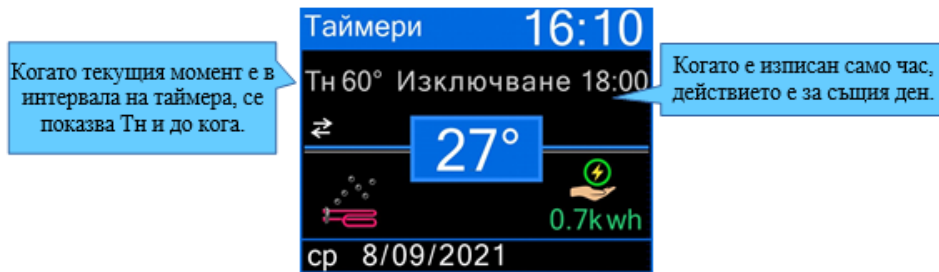 Таймери 16:10
Когато текущия момент е в
интервала на таймера, се
показва Тн и до кога.
Тн 60° Изключване 18:00
Когато е изписан само час,
действието е за същия ден.
27°
0.7kwh
ср 8/09/2021